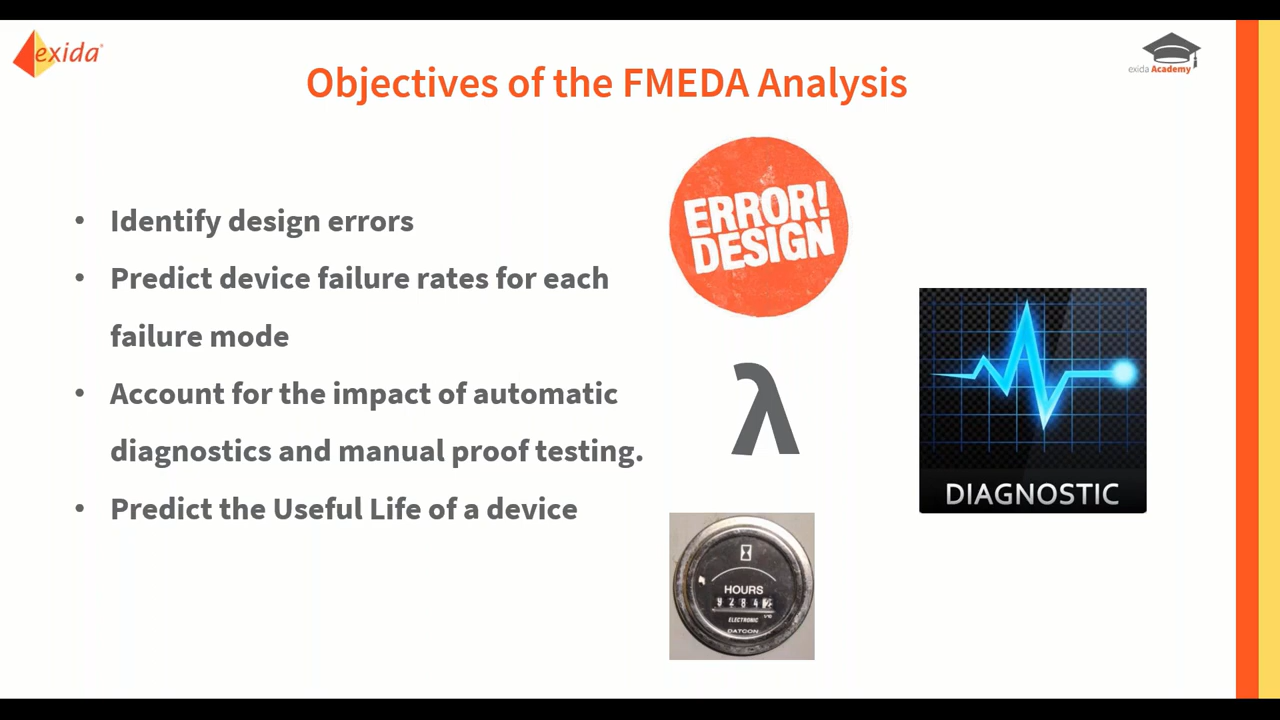 exida
exida Academy
Objectives of the FMEDA Analysis
• Identify design errors
• Predict device failure rates for each
failure mode
• Account for the impact of automatic
diagnostics and manual proof testing.
• Predict the Useful Life of a device
ERROR!
DESIGN
λ
DIAGNOSTIC
HOURS
ELECTRONIC
DATCON